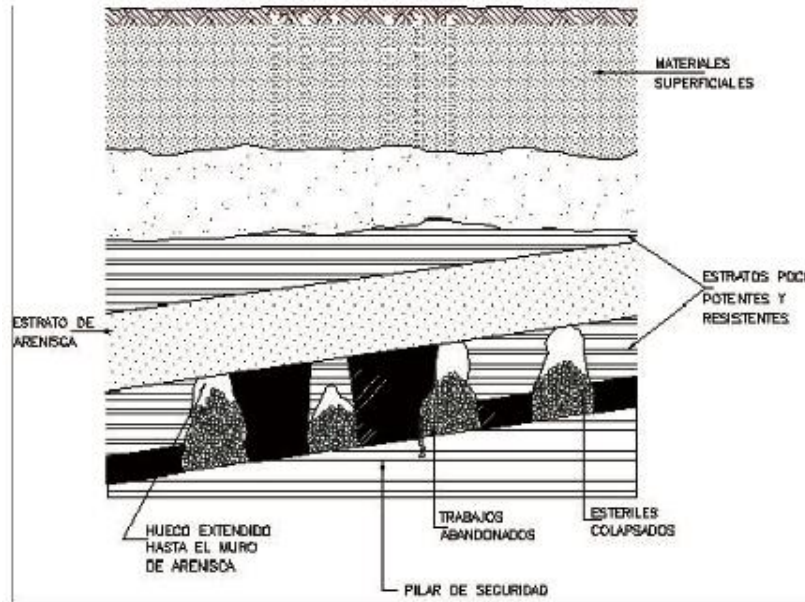 MATERIALES
SUPERFICIALES
ESTRATOS POCO
POTENTES Y
RESISTENTES
ESTRATO DE
ARENISCA
HUECO EXTENDIDO
HASTA EL MURO
DE ARENISCA
TRABAJOS
ABANDONADOS
ESTERILES
COLAPSADOS
PILAR DE SEGURIDAD